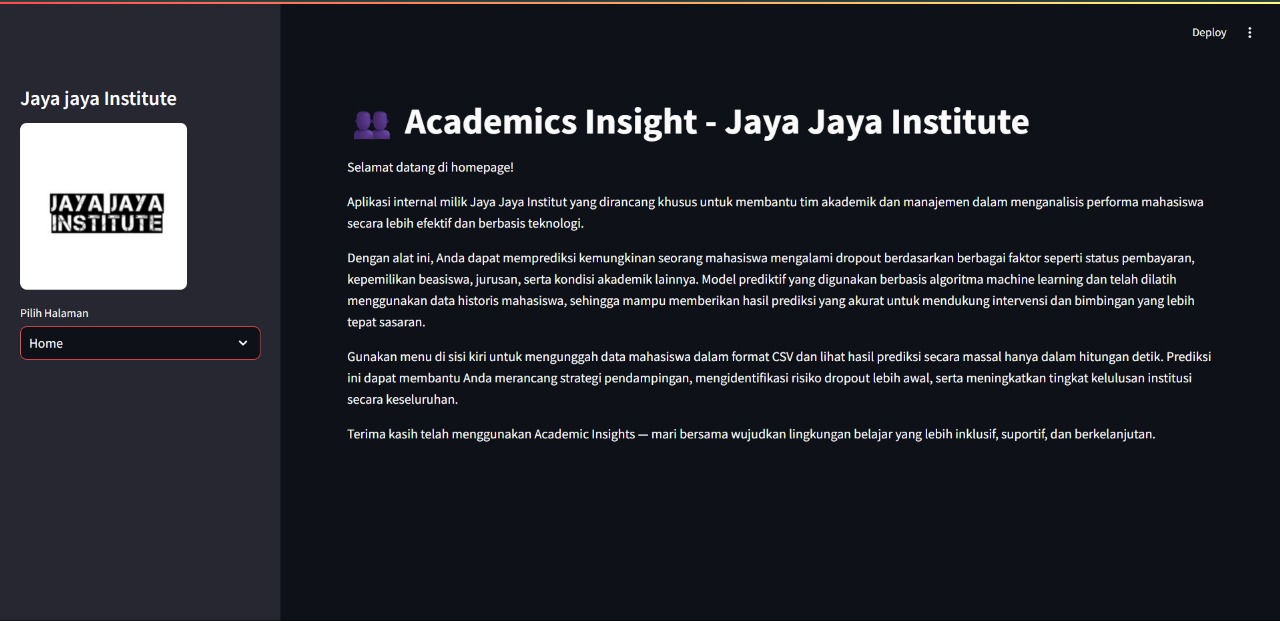 Deploy
Jaya jaya Institute
JAYA JAYA
INSTITUTE
Pilih Halaman
Home
Academics Insight - Jaya Jaya Institute
Selamat datang di homepage!
Aplikasi internal milik Jaya Jaya Institut yang dirancang khusus untuk membantu tim akademik dan manajemen dalam menganalisis performa mahasiswa
secara lebih efektif dan berbasis teknologi.
Dengan alat ini, Anda dapat memprediksi kemungkinan seorang mahasiswa mengalami dropout berdasarkan berbagai faktor seperti status pembayaran,
kepemilikan beasiswa, jurusan, serta kondisi akademik lainnya. Model prediktif yang digunakan berbasis algoritma machine learning dan telah dilatih
menggunakan data historis mahasiswa, sehingga mampu memberikan hasil prediksi yang akurat untuk mendukung intervensi dan bimbingan yang lebih
tepat sasaran.
Gunakan menu di sisi kiri untuk mengunggah data mahasiswa dalam format CSV dan lihat hasil prediksi secara massal hanya dalam hitungan detik. Prediksi
ini dapat membantu Anda merancang strategi pendampingan, mengidentifikasi risiko dropout lebih awal, serta meningkatkan tingkat kelulusan institusi
secara keseluruhan.
Terima kasih telah menggunakan Academic Insights — mari bersama wujudkan lingkungan belajar yang lebih inklusif, suportif, dan berkelanjutan.